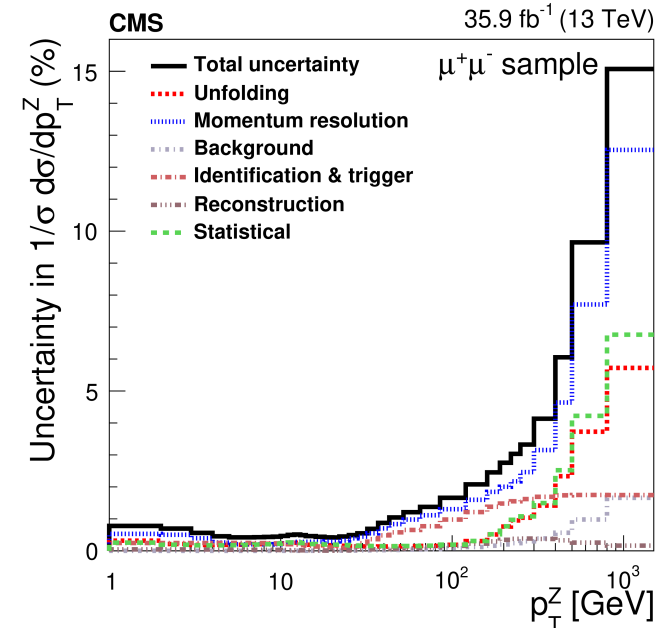 CMS
35.9 fb⁻¹ (13 TeV)
μ⁺μ⁻ sample
Total uncertainty
Unfolding
Momentum resolution
Background
Identification & trigger
Reconstruction
Statistical
Uncertainty in 1/σ dσ/dp_T^Z (%)
15
10
5
0
1
10
10²
10³
p_T^Z [GeV]